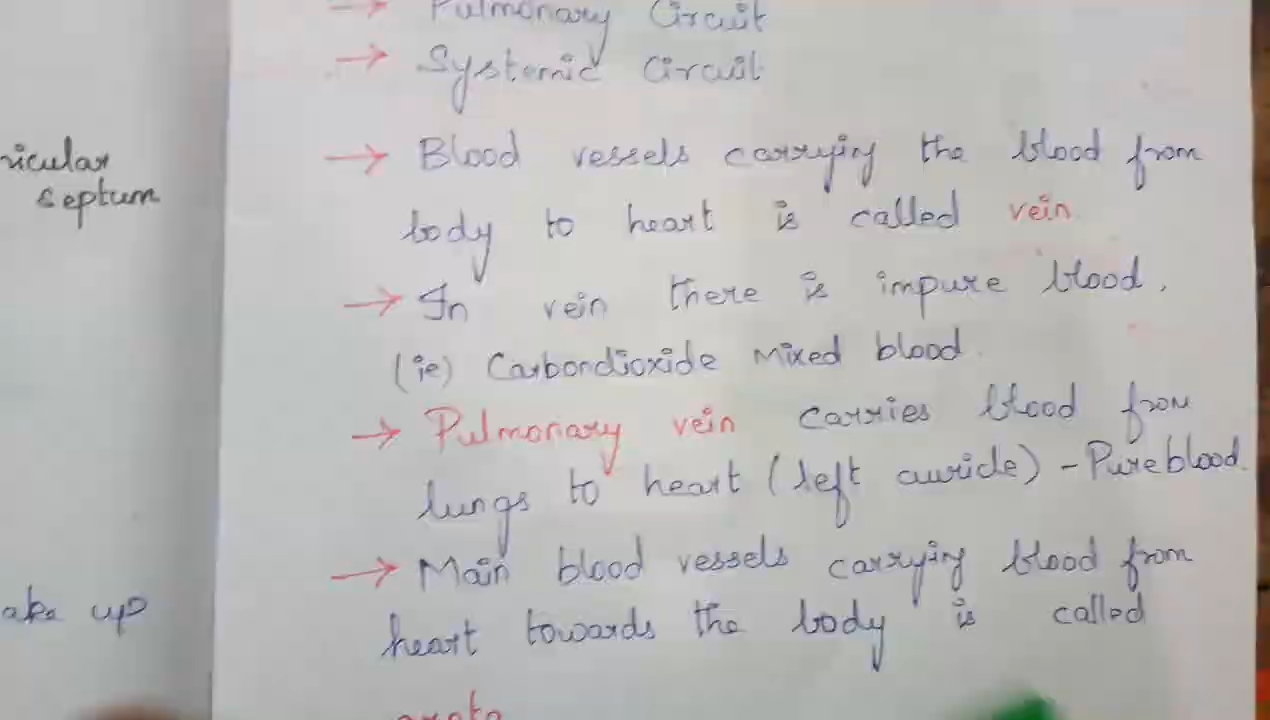 ricular
septum
ake up
→ Pulmonary Circuit
→ Systemic Circuit
→ Blood vessels carrying the blood from
body to heart is called vein.
→ In vein there is impure blood.
(ie) Carbondioxide Mixed blood.
→ Pulmonary vein carries blood from
lungs to heart (left auricle) - Pure blood.
→ Main blood vessels carrying blood from
heart towards the body is called